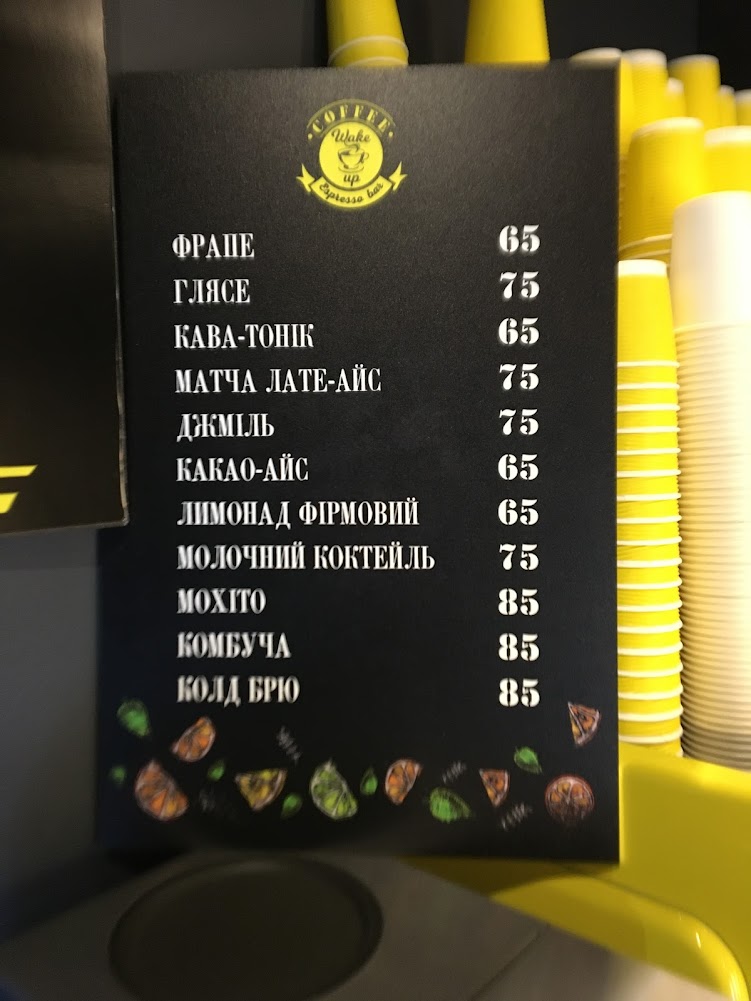 COFFEE
Wake
up
Espresso bar
ФРАПЕ 65
ГЛЯСЕ 75
КАВА-ТОНІК 65
МАТЧА ЛАТЕ-АЙС 75
ДЖМІЛЬ 75
КАКАО-АЙС 65
ЛИМОНАД ФІРМОВИЙ 65
МОЛОЧНИЙ КОКТЕЙЛЬ 75
МОХІТО 85
КОМБУЧА 85
КОЛД БРЮ 85